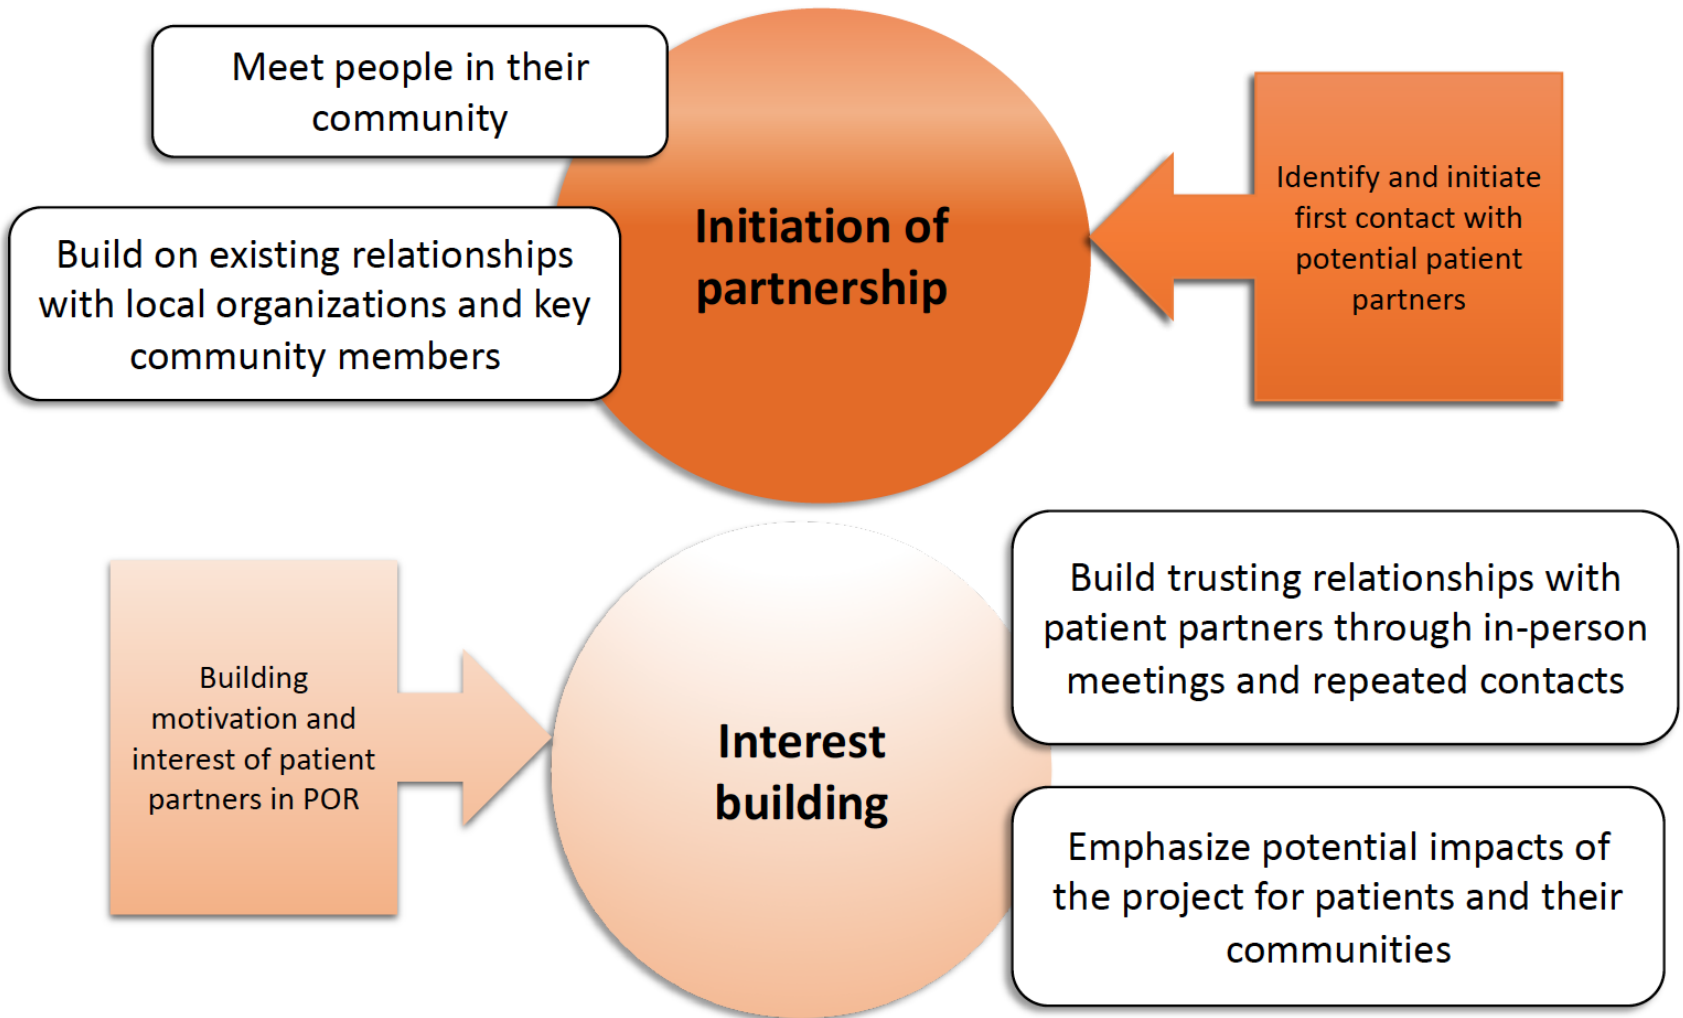 Meet people in their
community
Build on existing relationships
with local organizations and key
community members
Initiation of
partnership
Identify and initiate
first contact with
potential patient
partners
Building
motivation and
interest of patient
partners in POR
Interest
building
Build trusting relationships with
patient partners through in-person
meetings and repeated contacts
Emphasize potential impacts of
the project for patients and their
communities